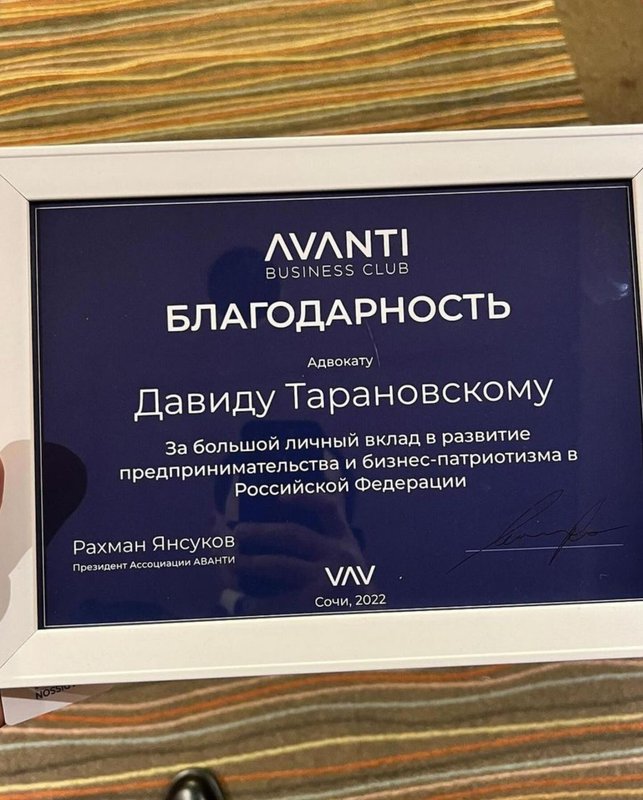 AVANTI
BUSINESS CLUB
БЛАГОДАРНОСТЬ
Адвокату
Давиду Тарановскому
За большой личный вклад в развитие
предпринимательства и бизнес-патриотизма в
Российской Федерации
Рахман Янсуков
Президент Ассоциации АВАНТИ
VAV
Сочи, 2022